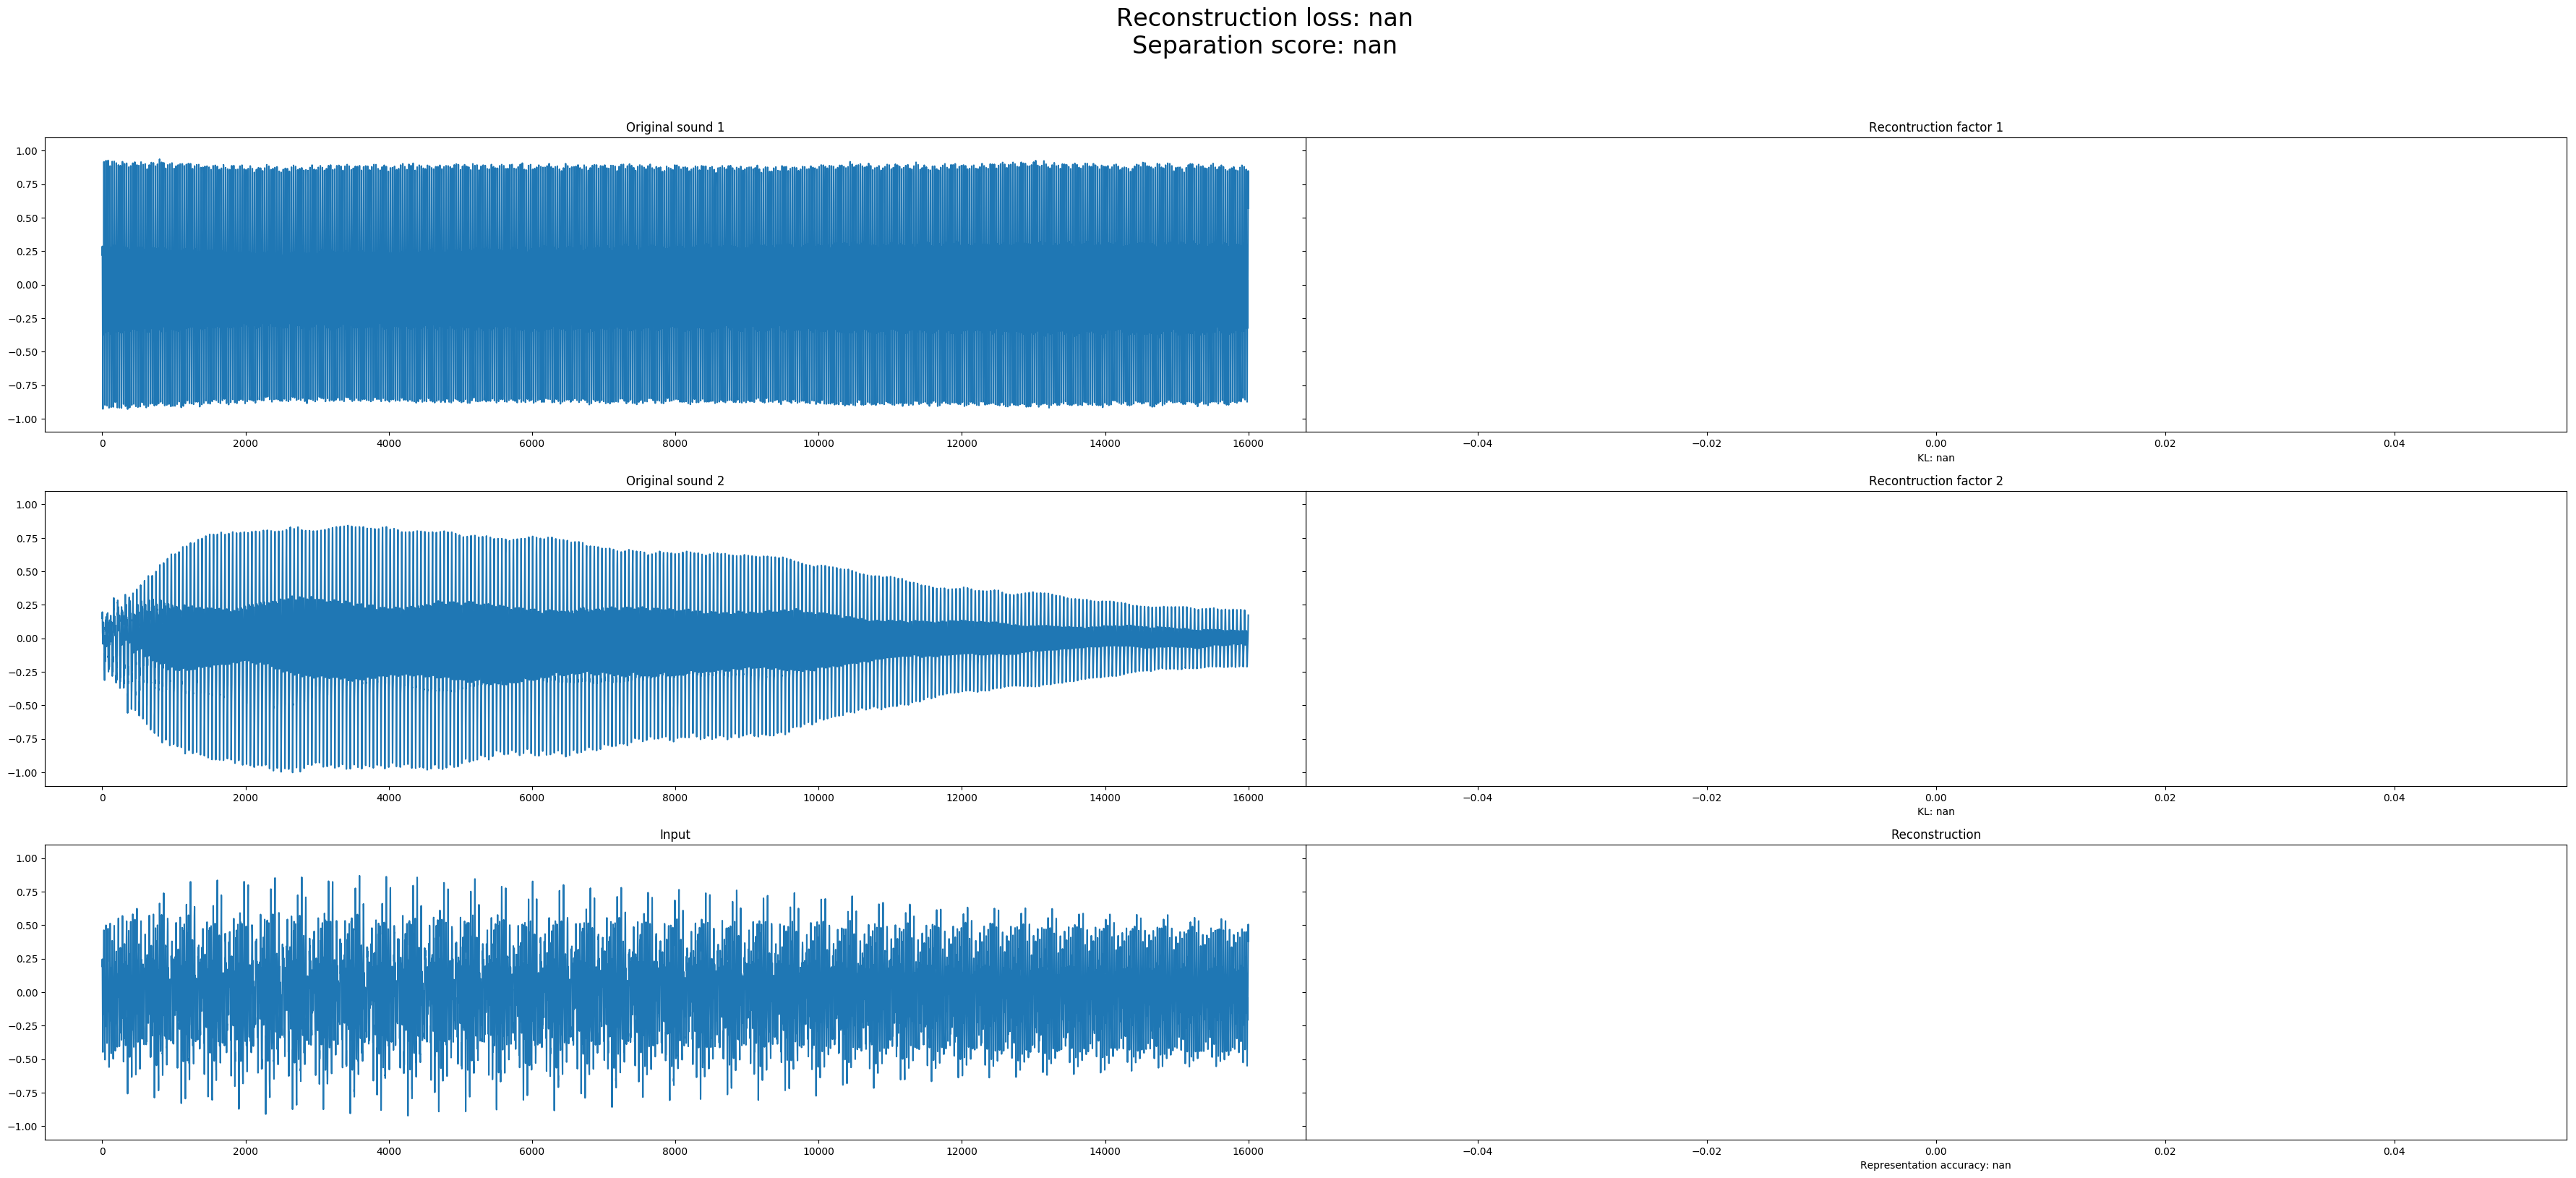 Reconstruction loss: nan
Separation score: nan
Original sound 1
Recontruction factor 1
1.00
0.75
0.50
0.25
0.00
−0.25
−0.50
−0.75
−1.00
0 2000 4000 6000 8000 10000 12000 14000 16000
−0.04 −0.02 0.00 0.02 0.04
KL: nan
Original sound 2
Recontruction factor 2
1.00
0.75
0.50
0.25
0.00
−0.25
−0.50
−0.75
−1.00
0 2000 4000 6000 8000 10000 12000 14000 16000
−0.04 −0.02 0.00 0.02 0.04
KL: nan
Input
Reconstruction
1.00
0.75
0.50
0.25
0.00
−0.25
−0.50
−0.75
−1.00
0 2000 4000 6000 8000 10000 12000 14000 16000
−0.04 −0.02 0.00 0.02 0.04
Representation accuracy: nan